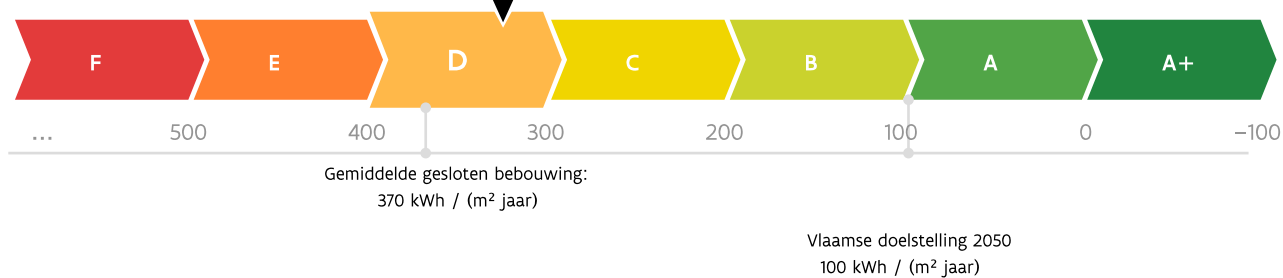 F E D C B A A+
... 500 400 300 200 100 0 −100
Gemiddelde gesloten bebouwing:
370 kWh / (m² jaar)
Vlaamse doelstelling 2050
100 kWh / (m² jaar)